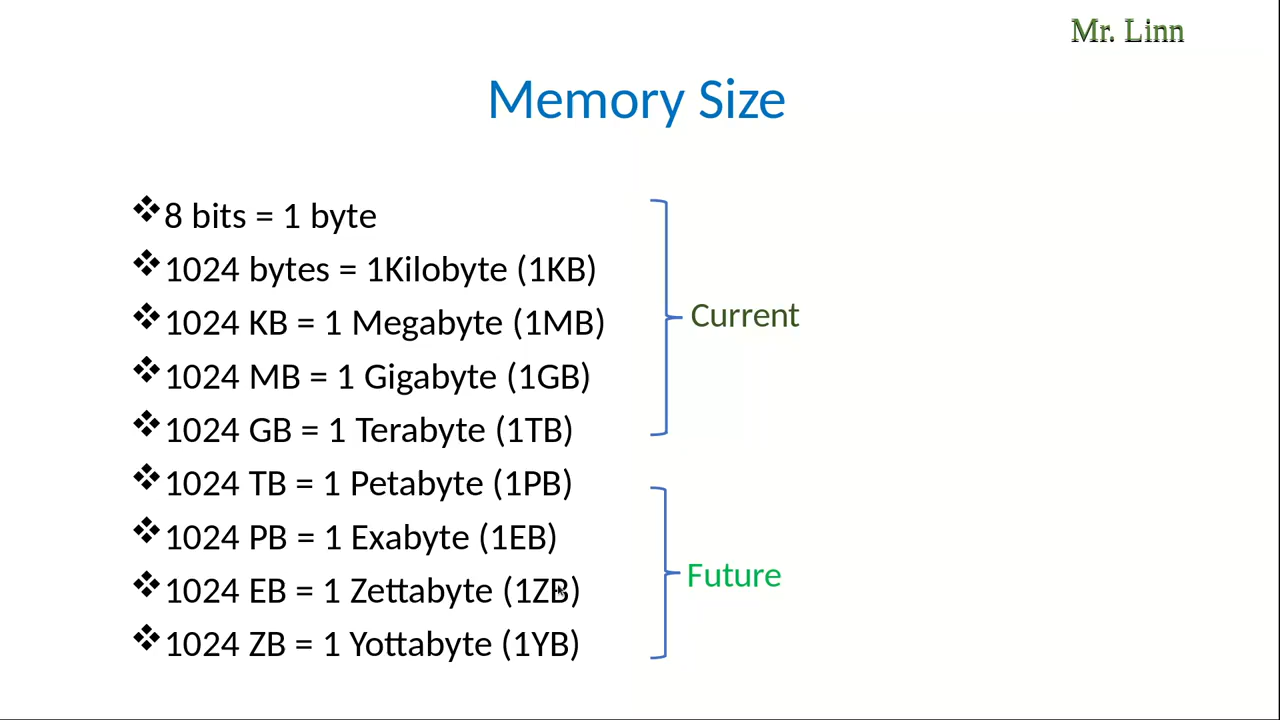 Mr. Linn
Memory Size
❖8 bits = 1 byte
❖1024 bytes = 1Kilobyte (1KB)
❖1024 KB = 1 Megabyte (1MB)
❖1024 MB = 1 Gigabyte (1GB)
❖1024 GB = 1 Terabyte (1TB)
Current
❖1024 TB = 1 Petabyte (1PB)
❖1024 PB = 1 Exabyte (1EB)
❖1024 EB = 1 Zettabyte (1ZB)
❖1024 ZB = 1 Yottabyte (1YB)
Future